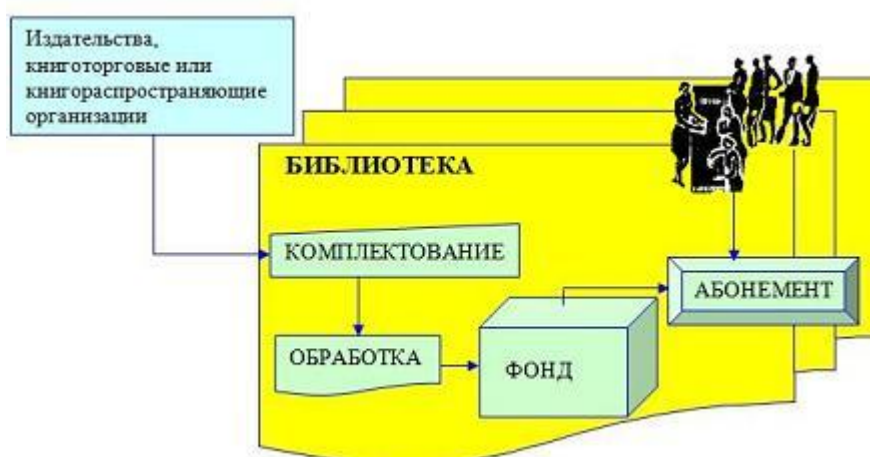 Издательства,
книготорговые или
книгораспространяющие
организации
БИБЛИОТЕКА
КОМПЛЕКТОВАНИЕ
АБОНЕМЕНТ
ОБРАБОТКА
ФОНД